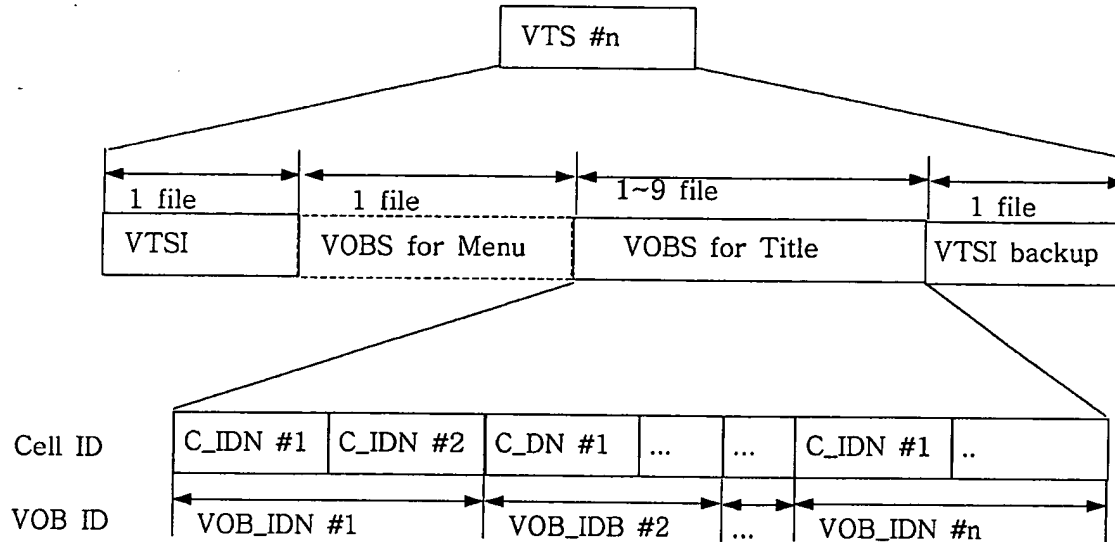 VTS #n
1 file 1 file 1~9 file 1 file
VTSI VOBS for Menu VOBS for Title VTSI backup
Cell ID C_IDN #1 C_IDN #2 C_DN #1 ... ... C_IDN #1 ..
VOB ID VOB_IDN #1 VOB_IDB #2 ... VOB_IDN #n